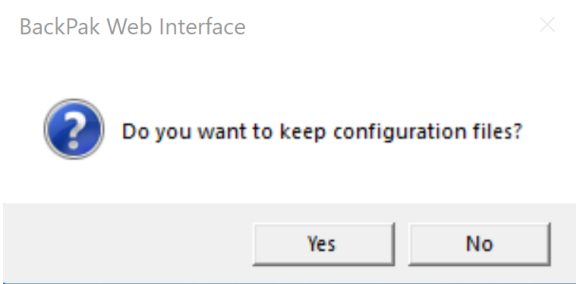 BackPak Web Interface
Do you want to keep configuration files?
Yes
No